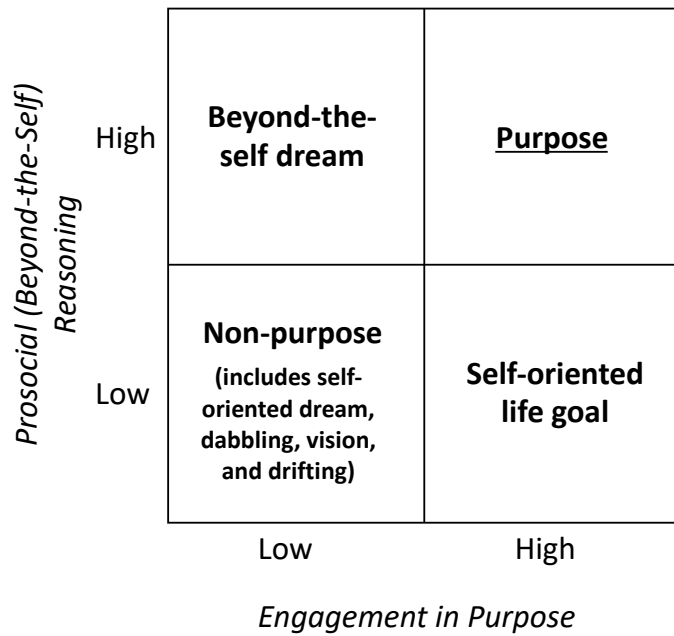 Prosocial (Beyond-the-Self)
Reasoning
High
Beyond-the-
self dream
Purpose
Low
Non-purpose
(includes self-
oriented dream,
dabbling, vision,
and drifting)
Self-oriented
life goal
Low
High
Engagement in Purpose